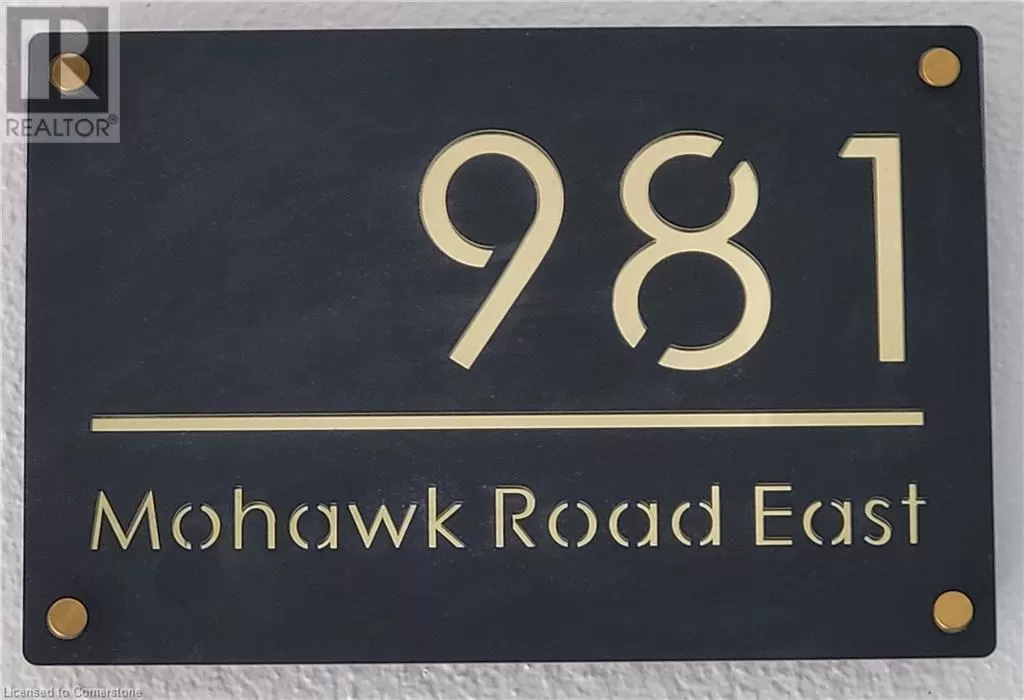 REALTOR®
981
Mohawk Road East
Licensed to Cornerstone